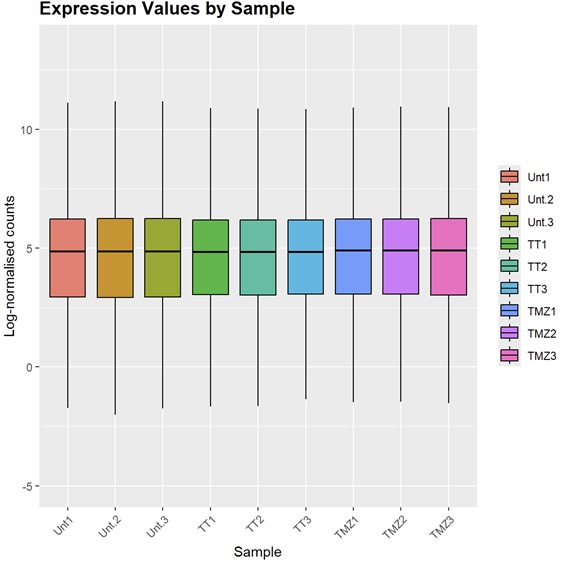 Expression Values by Sample
Log-normalised counts
10
5
0
-5
Unt1
Unt.2
Unt.3
TT1
TT2
TT3
TMZ1
TMZ2
TMZ3
Sample
Unt1
Unt.2
Unt.3
TT1
TT2
TT3
TMZ1
TMZ2
TMZ3